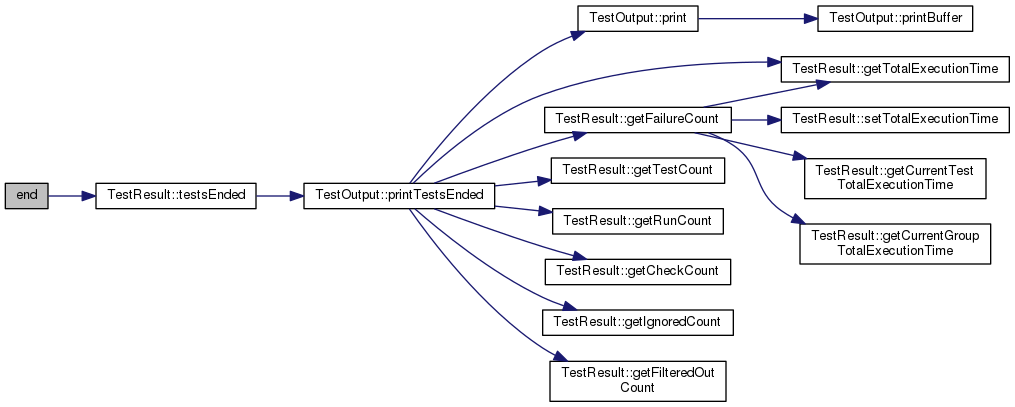 end
TestResult::testsEnded
TestOutput::printTestsEnded
TestOutput::print
TestOutput::printBuffer
TestResult::getTotalExecutionTime
TestResult::getFailureCount
TestResult::setTotalExecutionTime
TestResult::getTestCount
TestResult::getCurrentTest
TotalExecutionTime
TestResult::getRunCount
TestResult::getCurrentGroup
TotalExecutionTime
TestResult::getCheckCount
TestResult::getIgnoredCount
TestResult::getFilteredOut
Count